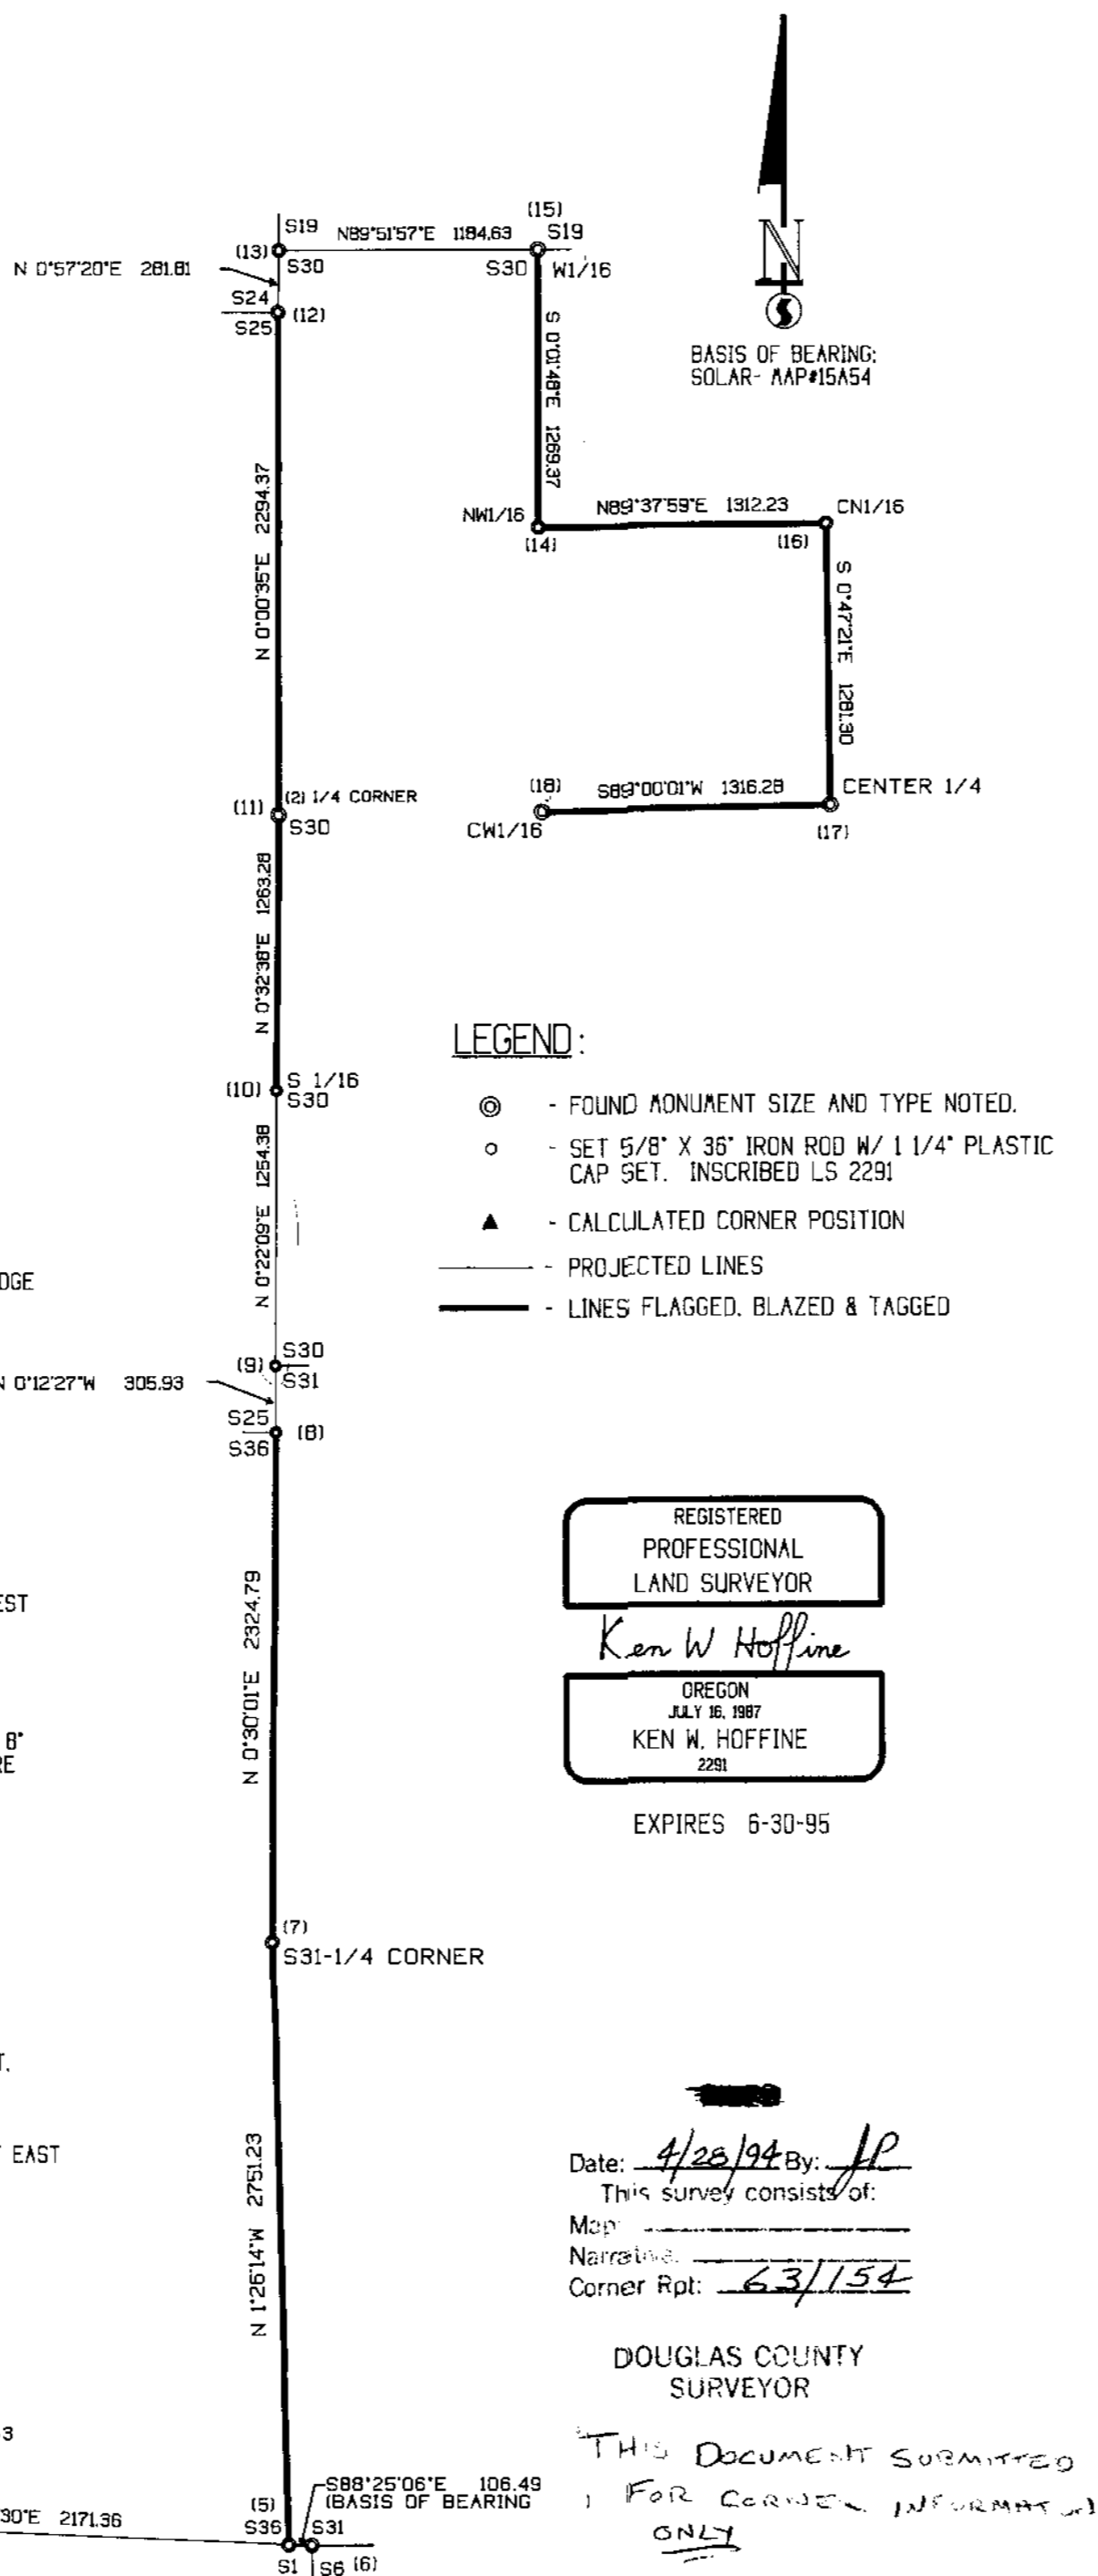 (15)
S19
N89°51'57"E 1184.63
S19
(13)
S30
S30
W1/16
N 0°57'20"E 281.81
S24
(12)
S25
N
S
BASIS OF BEARING:
SOLAR- MAP#15A54
S 0°01'48"E 1269.37
N 0°00'35"E 2294.37
NW1/16
N89°37'59"E 1312.23
CN1/16
(14)
(16)
S 0°47'21"E 1281.30
(2) 1/4 CORNER
(11)
S30
(18)
S89°00'01"W 1316.28
CENTER 1/4
CW1/16
(17)
N 0°32'38"E 1263.28
LEGEND:
(10)
S 1/16
S30
- FOUND MONUMENT SIZE AND TYPE NOTED.
- SET 5/8" X 36" IRON ROD W/ 1 1/4" PLASTIC
CAP SET. INSCRIBED LS 2291
- CALCULATED CORNER POSITION
- PROJECTED LINES
- LINES FLAGGED, BLAZED & TAGGED
N 0°22'09"E 1254.38
DGE
(9)
S30
S31
N 0°12'27"W 305.93
S25
(8)
S36
REGISTERED
PROFESSIONAL
LAND SURVEYOR
Ken W Hoffine
OREGON
JULY 16, 1987
KEN W. HOFFINE
2291
EXPIRES 6-30-95
EST
N 0°30'01"E 2324.79
8"
RE
(7)
S31-1/4 CORNER
T.
EAST
N 1°26'14"W 2751.23
Date: 4/28/94 By: JP
This survey consists of:
Map:
Narrative:
Corner Rpt: 63/154
DOUGLAS COUNTY
SURVEYOR
THIS DOCUMENT SUBMITTED
FOR CORNER INFORMATION
ONLY
3
S88°25'06"E 106.49
(BASIS OF BEARING
30"E 2171.36
(5)
S36
S31
S1
S6
(6)